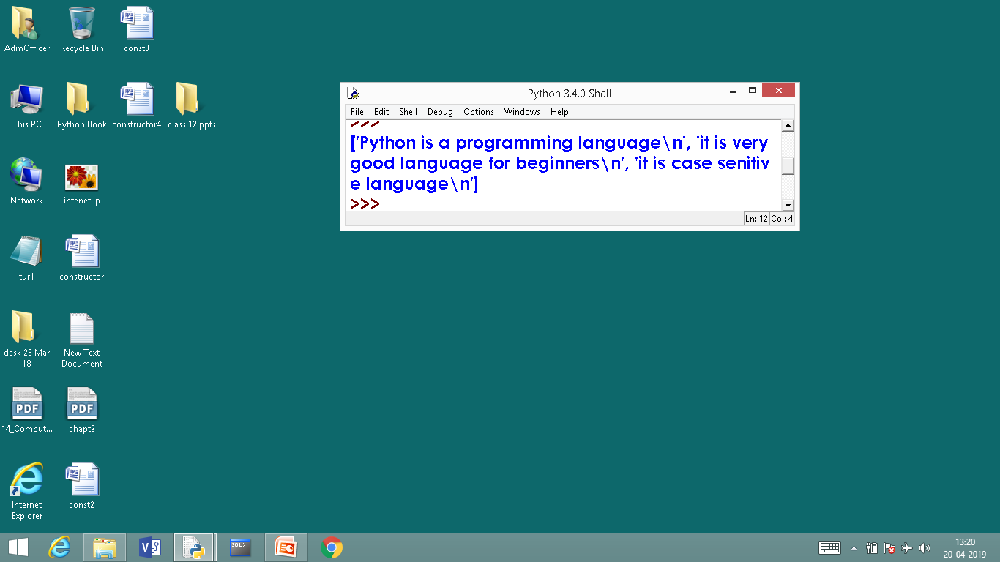 AdmOfficer
Recycle Bin
const3
This PC
Python Book
constructor4
class 12 ppts
Network
intenet ip
tur1
constructor
desk 23 Mar
18
New Text
Document
PDF
14_Comput...
PDF
chapt2
Internet
Explorer
const2
Python 3.4.0 Shell
File Edit Shell Debug Options Windows Help
>>>
['Python is a programming language\n', 'it is very
good language for beginners\n', 'it is case senitiv
e language\n']
>>>
Ln: 12 Col: 4
SQL>
13:20
20-04-2019